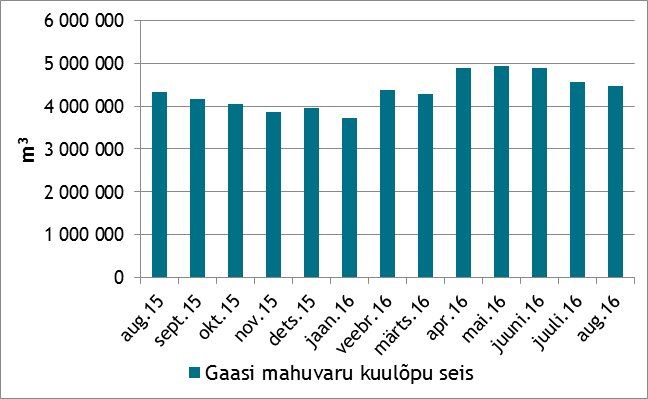 6 000 000
5 000 000
4 000 000
3 000 000
2 000 000
1 000 000
0
m³
aug.15
sept.15
okt.15
nov.15
dets.15
jaan.16
veebr.16
märts.16
apr.16
mai.16
juuni.16
juuli.16
aug.16
Gaasi mahuvaru kuulõpu seis